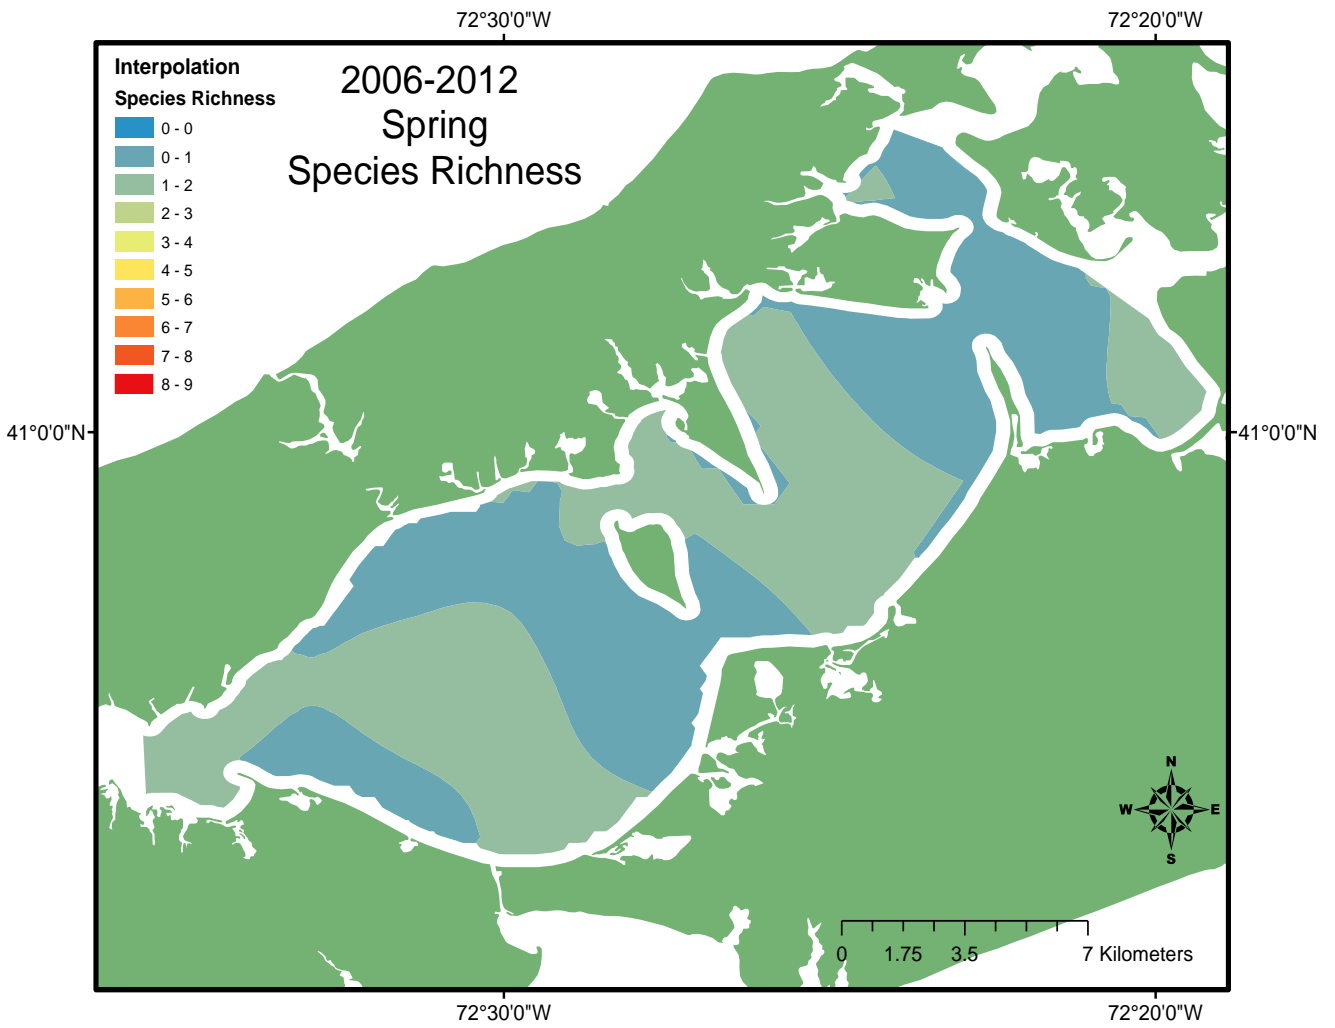 72°30'0"W
72°20'0"W
Interpolation
Species Richness
0 - 0
0 - 1
1 - 2
2 - 3
3 - 4
4 - 5
5 - 6
6 - 7
7 - 8
8 - 9
2006-2012
Spring
Species Richness
41°0'0"N
41°0'0"N
N
W
E
S
0
1.75
3.5
7 Kilometers
72°30'0"W
72°20'0"W